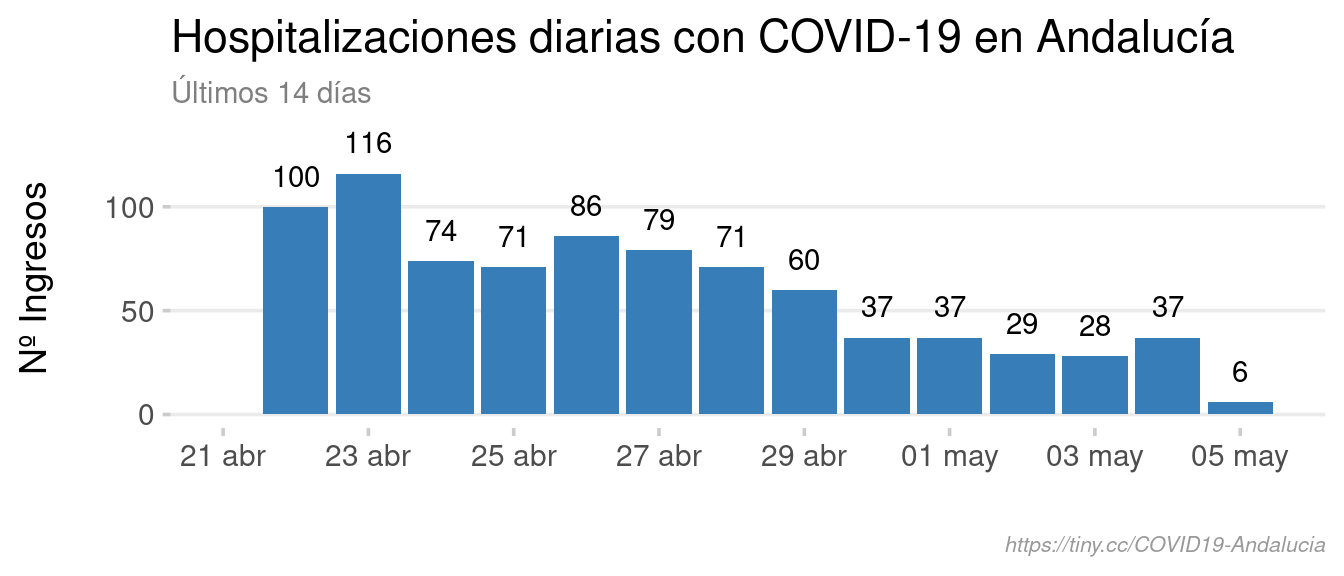 Hospitalizaciones diarias con COVID-19 en Andalucía
Últimos 14 días
Nº Ingresos
100
50
0
100
116
74
71
86
79
71
60
37
37
29
28
37
6
21 abr
23 abr
25 abr
27 abr
29 abr
01 may
03 may
05 may
https://tiny.cc/COVID19-Andalucia